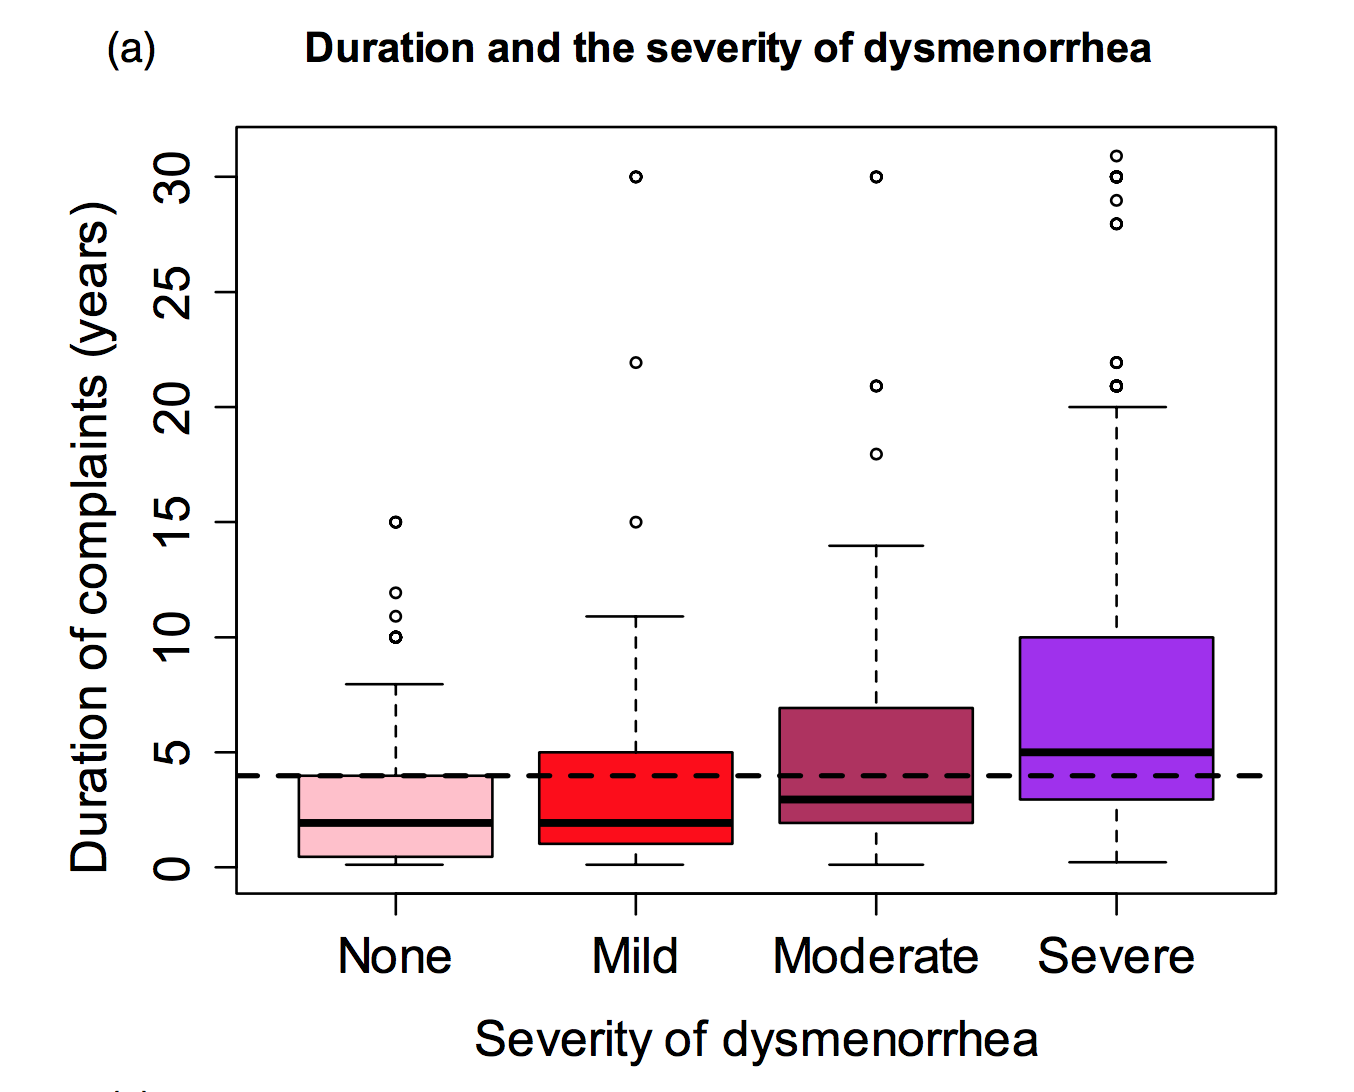 (a) Duration and the severity of dysmenorrhea
Duration of complaints (years)
30
25
20
15
10
5
0
None Mild Moderate Severe
Severity of dysmenorrhea